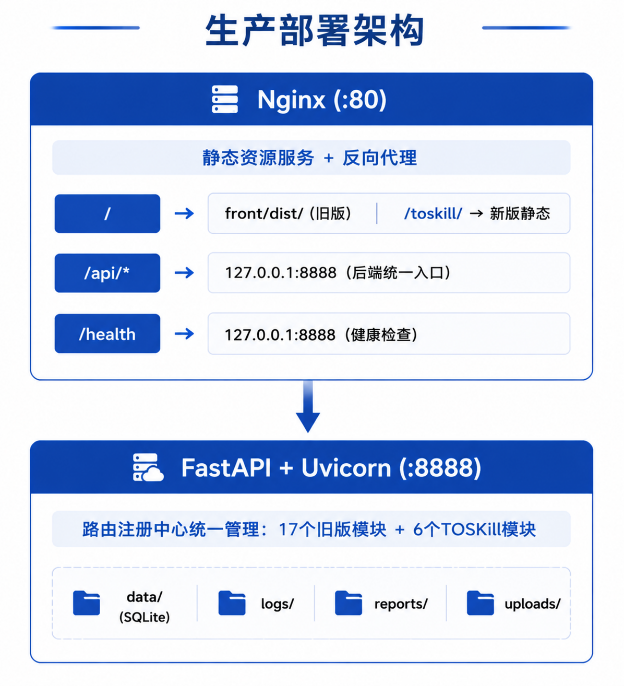 生产部署架构
Nginx (:80)
静态资源服务 + 反向代理
/
front/dist/ (旧版)
/toskill/ → 新版静态
/api/*
127.0.0.1:8888（后端统一入口）
/health
127.0.0.1:8888（健康检查）
FastAPI + Uvicorn (:8888)
路由注册中心统一管理：17个旧版模块 + 6个TOSKill模块
data/
(SQLite)
logs/
reports/
uploads/